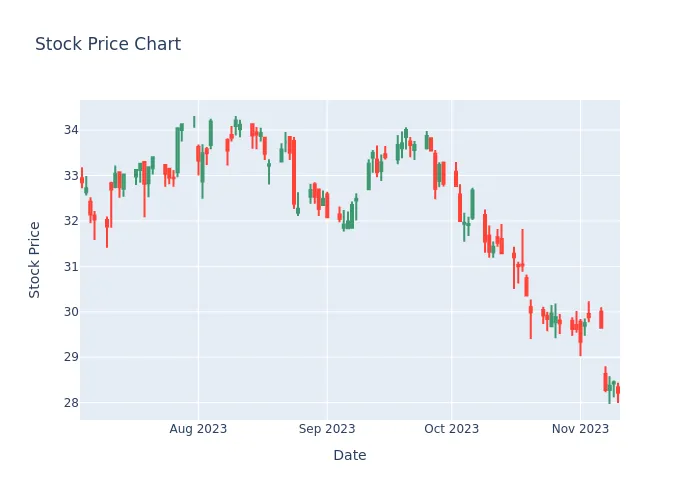 Stock Price Chart
Stock Price
34
33
32
31
30
29
28
Aug 2023
Sep 2023
Oct 2023
Nov 2023
Date